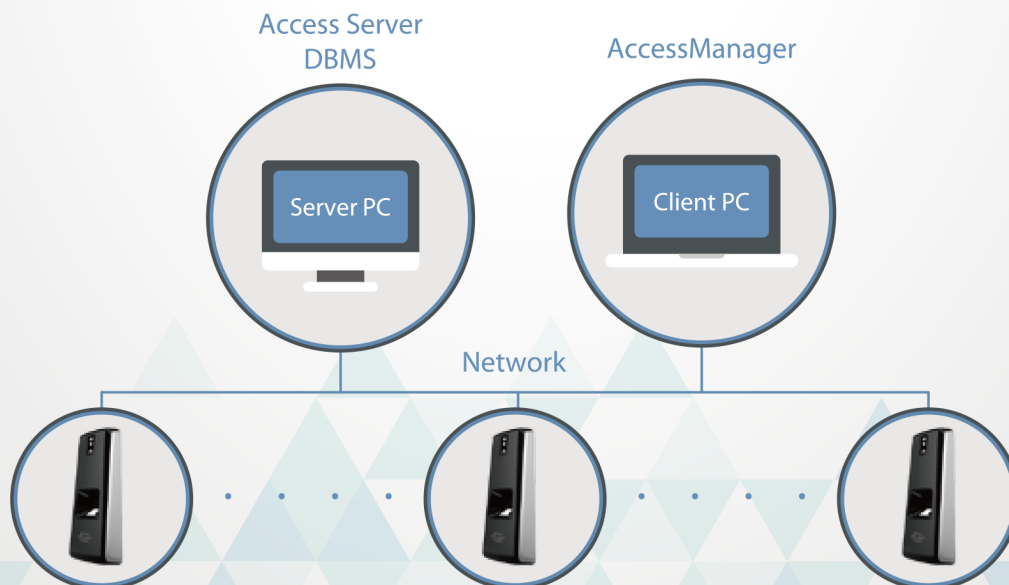 Access Server
DBMS
AccessManager
Server PC
Client PC
Network